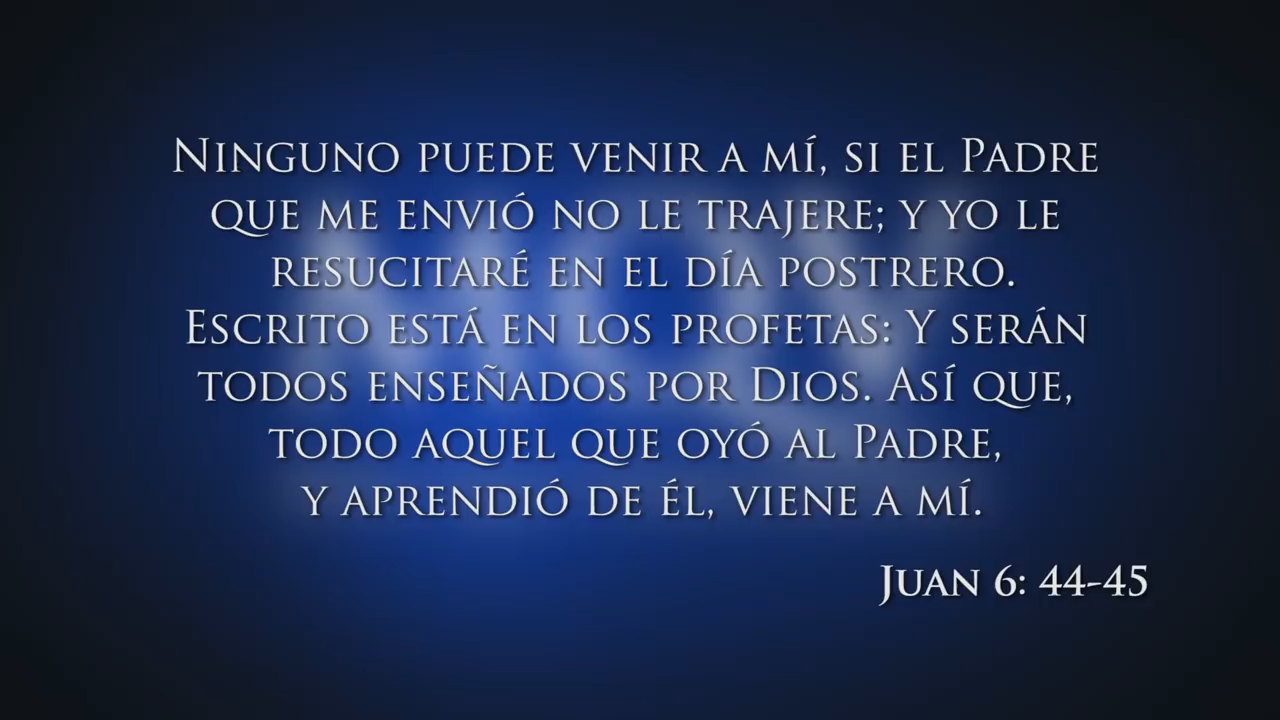 Ninguno puede venir a mí, si el Padre
que me envió no le trajere; y yo le
resucitaré en el día postrero.
Escrito está en los profetas: Y serán
todos enseñados por Dios. Así que,
todo aquel que oyó al Padre,
y aprendió de él, viene a mí.
Juan 6: 44-45